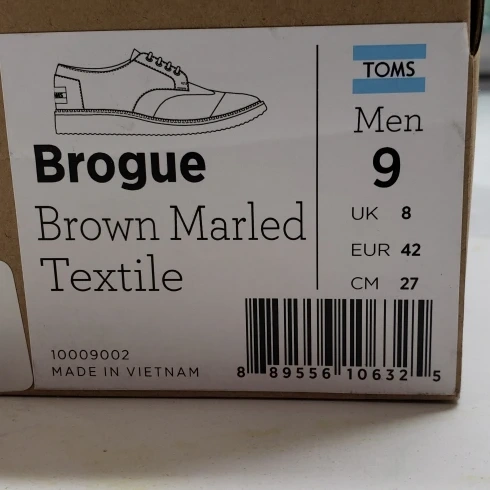 TOMS
Brogue
Brown Marled
Textile
10009002
MADE IN VIETNAM
TOMS
Men
9
UK 8
EUR 42
CM 27
8 89556 10632 5